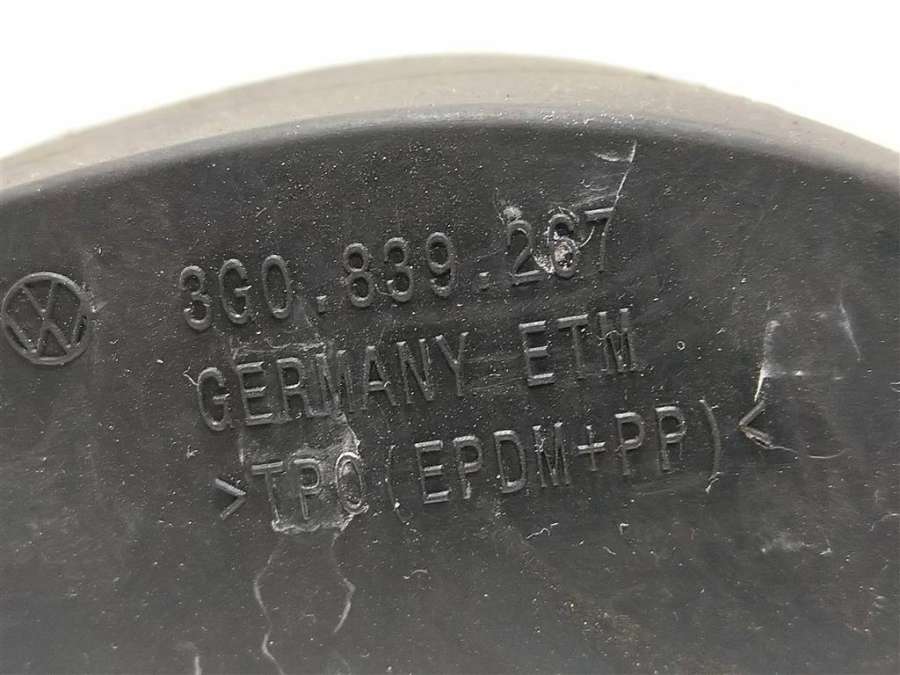 3G0.839.267
GERMANY ETM
>TPO(EPDM+PP)<